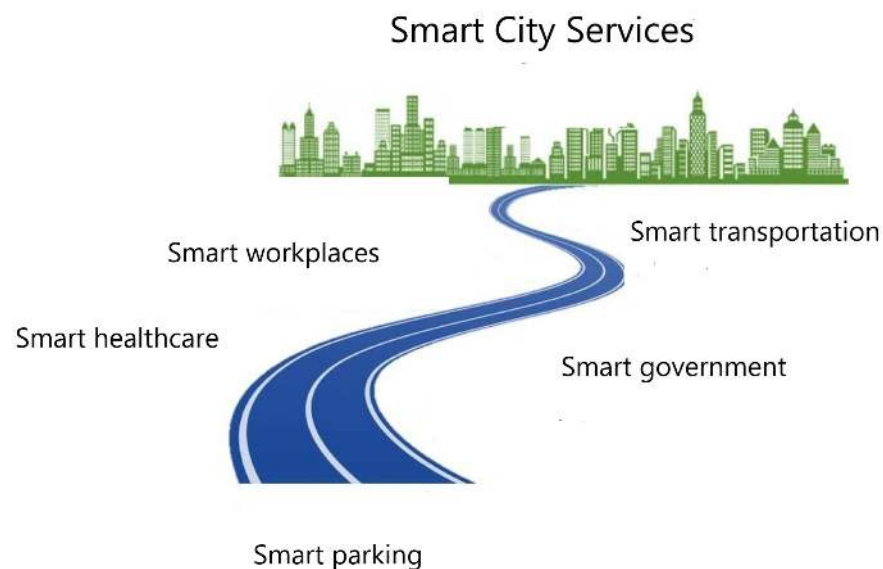 Smart City Services
Smart transportation
Smart workplaces
Smart healthcare
Smart government
Smart parking